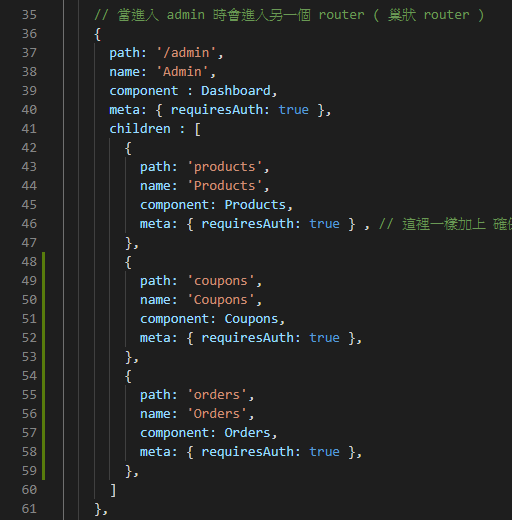 35 // 當進入 admin 時會進入另一個 router ( 巢狀 router )
36 {
37 path: '/admin',
38 name: 'Admin',
39 component : Dashboard,
40 meta: { requiresAuth: true },
41 children : [
42 {
43 path: 'products',
44 name: 'Products',
45 component: Products,
46 meta: { requiresAuth: true } , // 這裡一樣加上 確
47 },
48 {
49 path: 'coupons',
50 name: 'Coupons',
51 component: Coupons,
52 meta: { requiresAuth: true },
53 },
54 {
55 path: 'orders',
56 name: 'Orders',
57 component: Orders,
58 meta: { requiresAuth: true },
59 },
60 ]
61 },